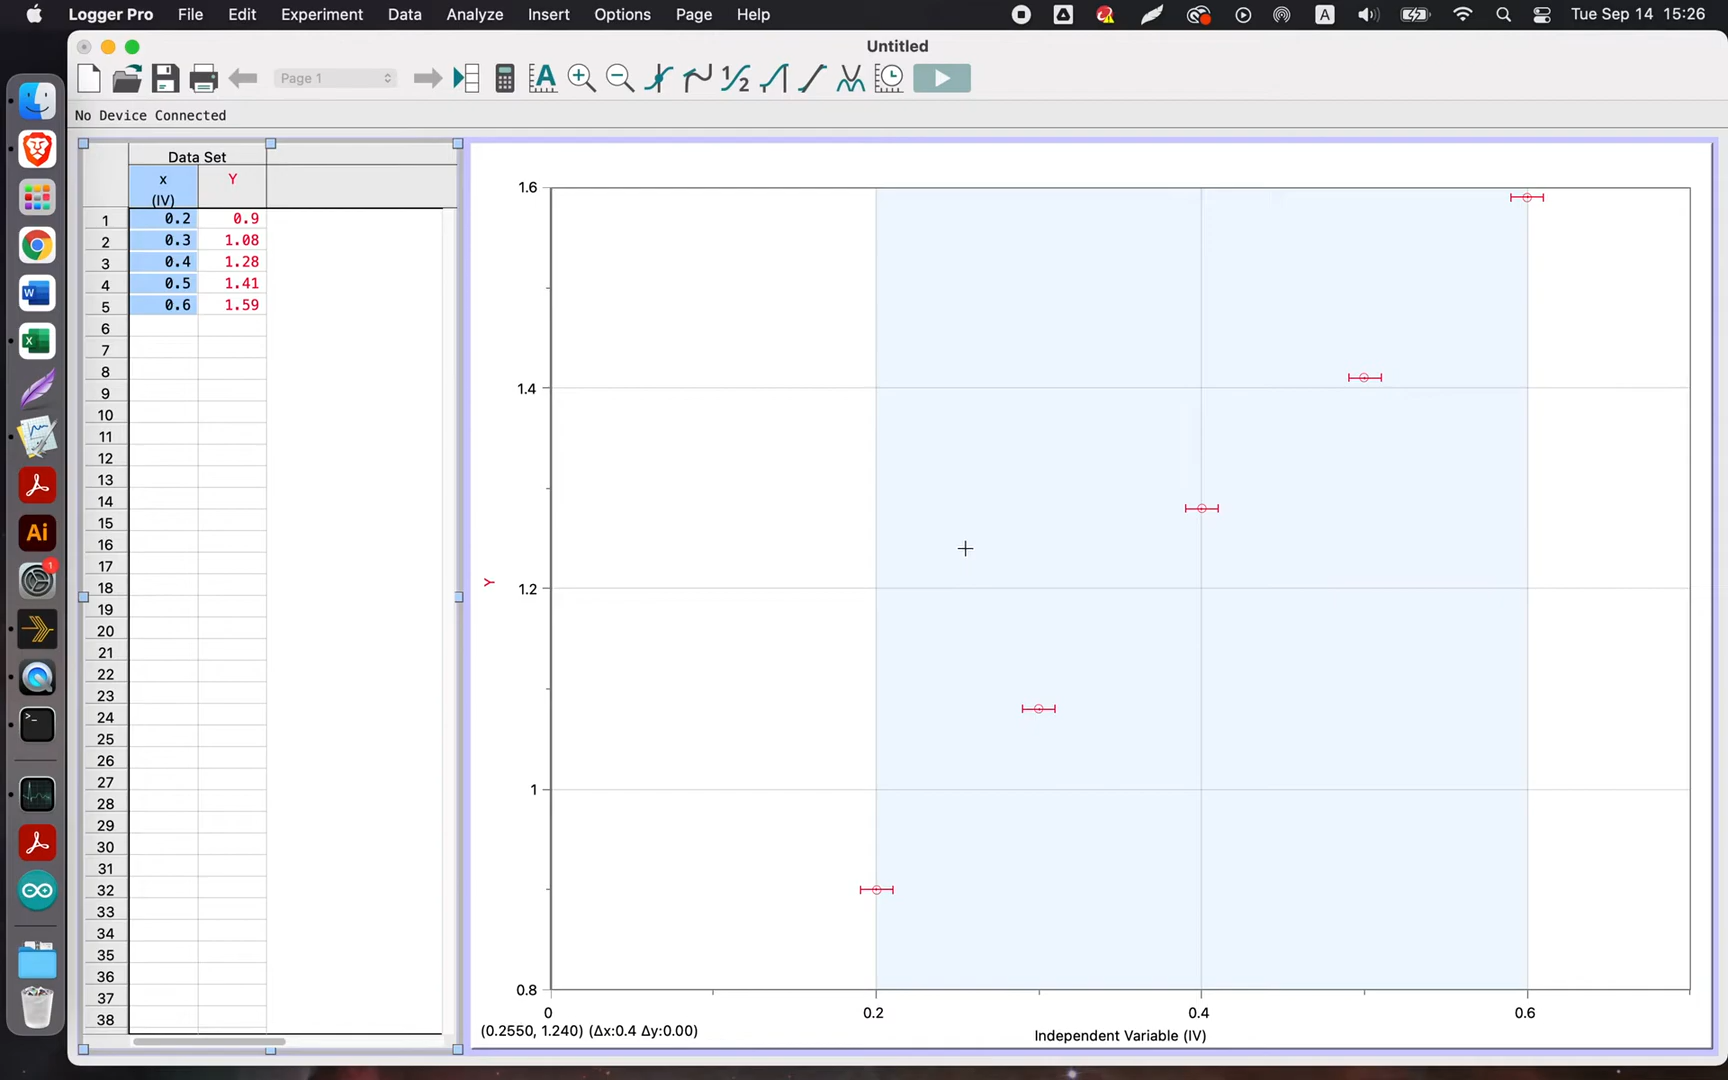 Logger Pro File Edit Experiment Data Analyze Insert Options Page Help A Tue Sep 14 15:26
Untitled
Page 1
No Device Connected
Data Set
x Y
(IV)
1 0.2 0.9
2 0.3 1.08
3 0.4 1.28
4 0.5 1.41
5 0.6 1.59
6
7
8
9
10
11
12
13
14
15
16
17
18
19
20
21
22
23
24
25
26
27
28
29
30
31
32
33
34
35
36
37
38
1.6
1.4
1.2
1
0.8
Y
0 0.2 0.4 0.6
(0.2550, 1.240) (Δx:0.4 Δy:0.00)
Independent Variable (IV)
W
X
Ai
1
>_
A
1/2